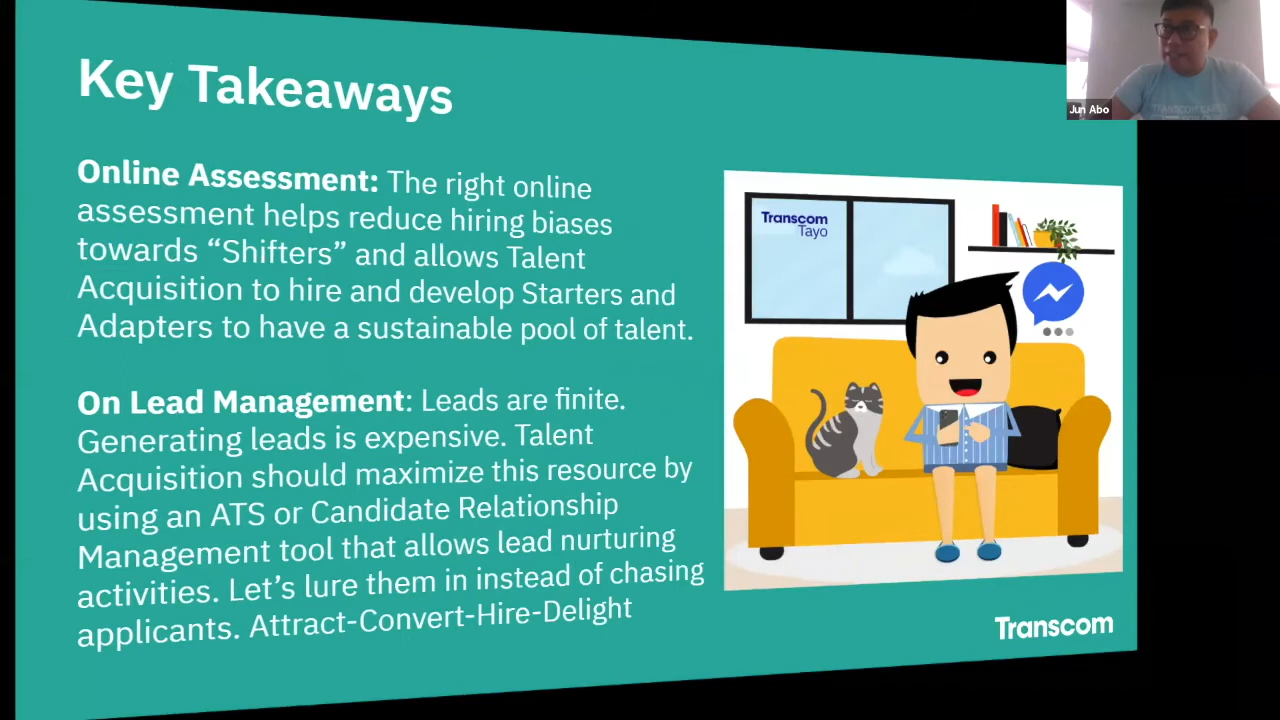 Key Takeaways
Online Assessment: The right online
assessment helps reduce hiring biases
towards “Shifters” and allows Talent
Acquisition to hire and develop Starters and
Adapters to have a sustainable pool of talent.
On Lead Management: Leads are finite.
Generating leads is expensive. Talent
Acquisition should maximize this resource by
using an ATS or Candidate Relationship
Management tool that allows lead nurturing
activities. Let’s lure them in instead of chasing
applicants. Attract-Convert-Hire-Delight
Transcom
Tayo
Transcom
Jun Abo